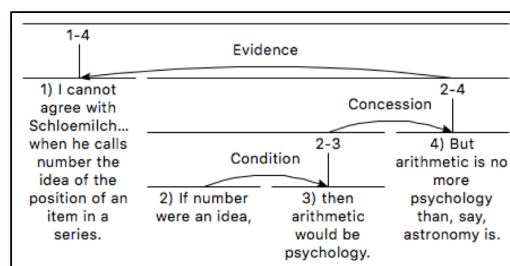 1-4
Evidence
1) I cannot
agree with
Schloemilch...
when he calls
number the
idea of the
position of an
item in a
series.
2-4
Concession
2-3
4) But
arithmetic is no
more
psychology
than, say,
astronomy is.
Condition
2) If number
were an idea,
3) then
arithmetic
would be
psychology.